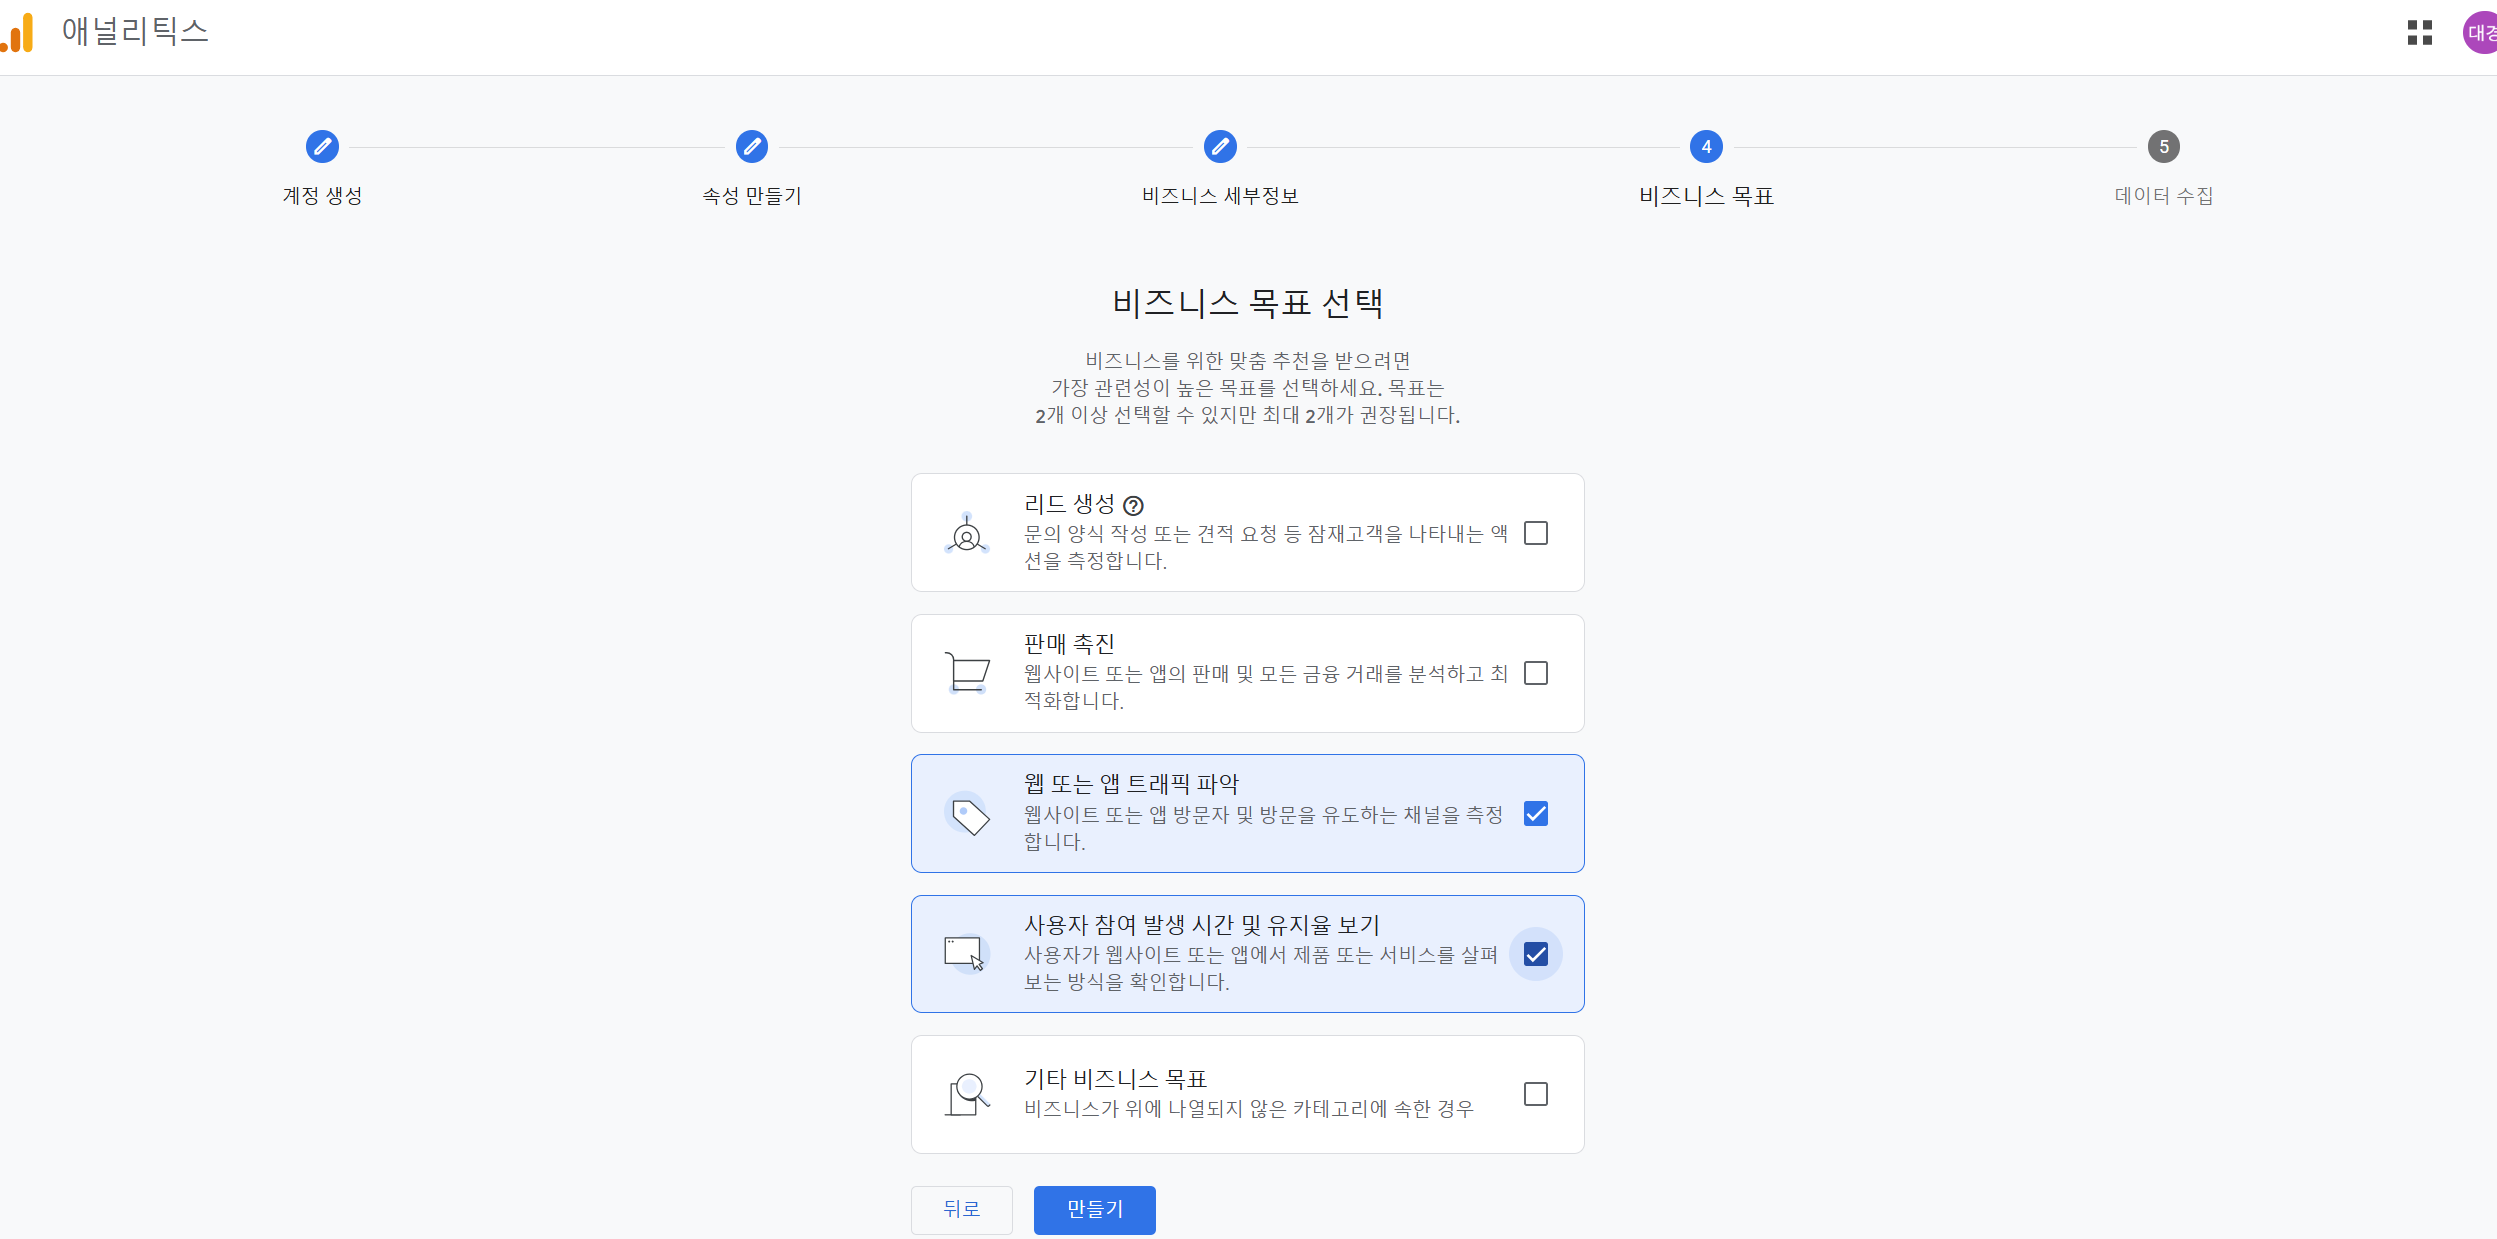 애널리틱스
대경
4
5
계정 생성
속성 만들기
비즈니스 세부정보
비즈니스 목표
데이터 수집
비즈니스 목표 선택
비즈니스를 위한 맞춤 추천을 받으려면
가장 관련성이 높은 목표를 선택하세요. 목표는
2개 이상 선택할 수 있지만 최대 2개가 권장됩니다.
리드 생성 ?
문의 양식 작성 또는 견적 요청 등 잠재고객을 나타내는 액
션을 측정합니다.
판매 촉진
웹사이트 또는 앱의 판매 및 모든 금융 거래를 분석하고 최
적화합니다.
웹 또는 앱 트래픽 파악
웹사이트 또는 앱 방문자 및 방문을 유도하는 채널을 측정
합니다.
사용자 참여 발생 시간 및 유지율 보기
사용자가 웹사이트 또는 앱에서 제품 또는 서비스를 살펴
보는 방식을 확인합니다.
기타 비즈니스 목표
비즈니스가 위에 나열되지 않은 카테고리에 속한 경우
뒤로
만들기